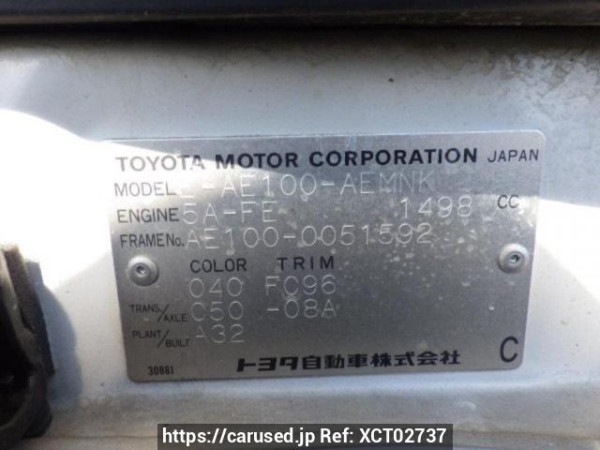 TOYOTA MOTOR CORPORATION JAPAN
MODEL E-AE100-AEMNK
ENGINE 5A-FE 1498 CC
FRAME No. AE100-0051592
COLOR TRIM
040 FC96
TRANS./AXLE C50 -08A
PLANT/BUILT A32
30881 トヨタ自動車株式会社 C
https://carused.jp Ref: XCT02737